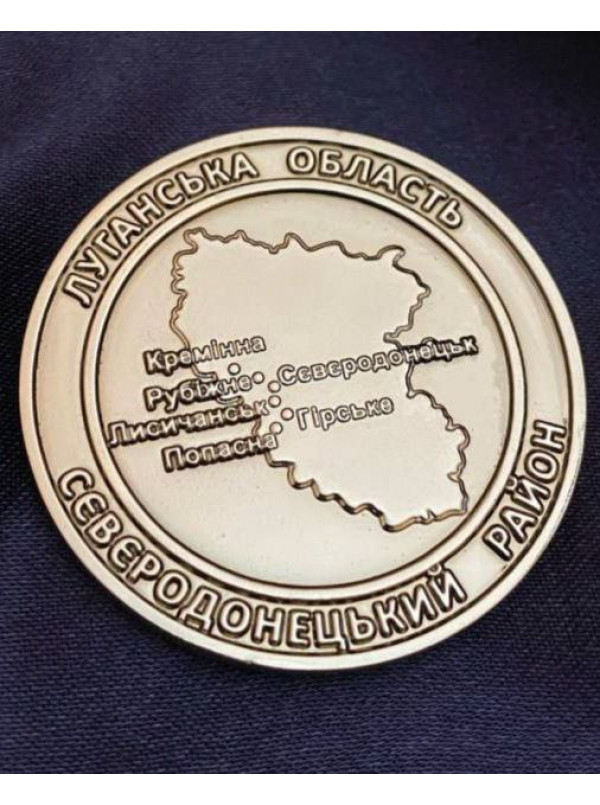 ЛУГАНСЬКА ОБЛАСТЬ
Кремінна
Рубіжне
Сєвєродонецьк
Лисичанськ
Гірське
Попасна
СЄВЄРОДОНЕЦЬКИЙ РАЙОН